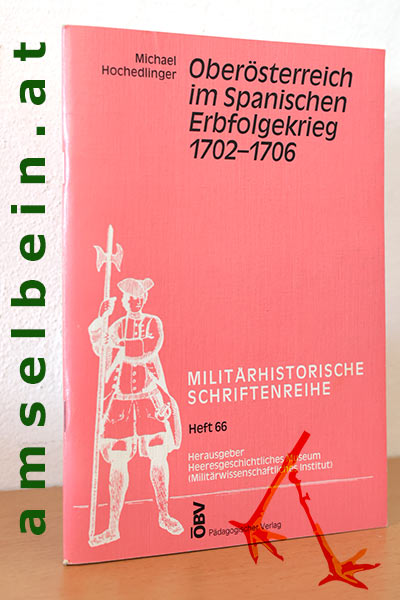 amselbein.at
Michael
Hochedlinger
Oberösterreich
im Spanischen
Erbfolgekrieg
1702–1706
MILITÄRHISTORISCHE
SCHRIFTENREIHE
Heft 66
Herausgeber
Heeresgeschichtliches Museum
(Militärwissenschaftliches Institut)
ÖBV
Pädagogischer Verlag